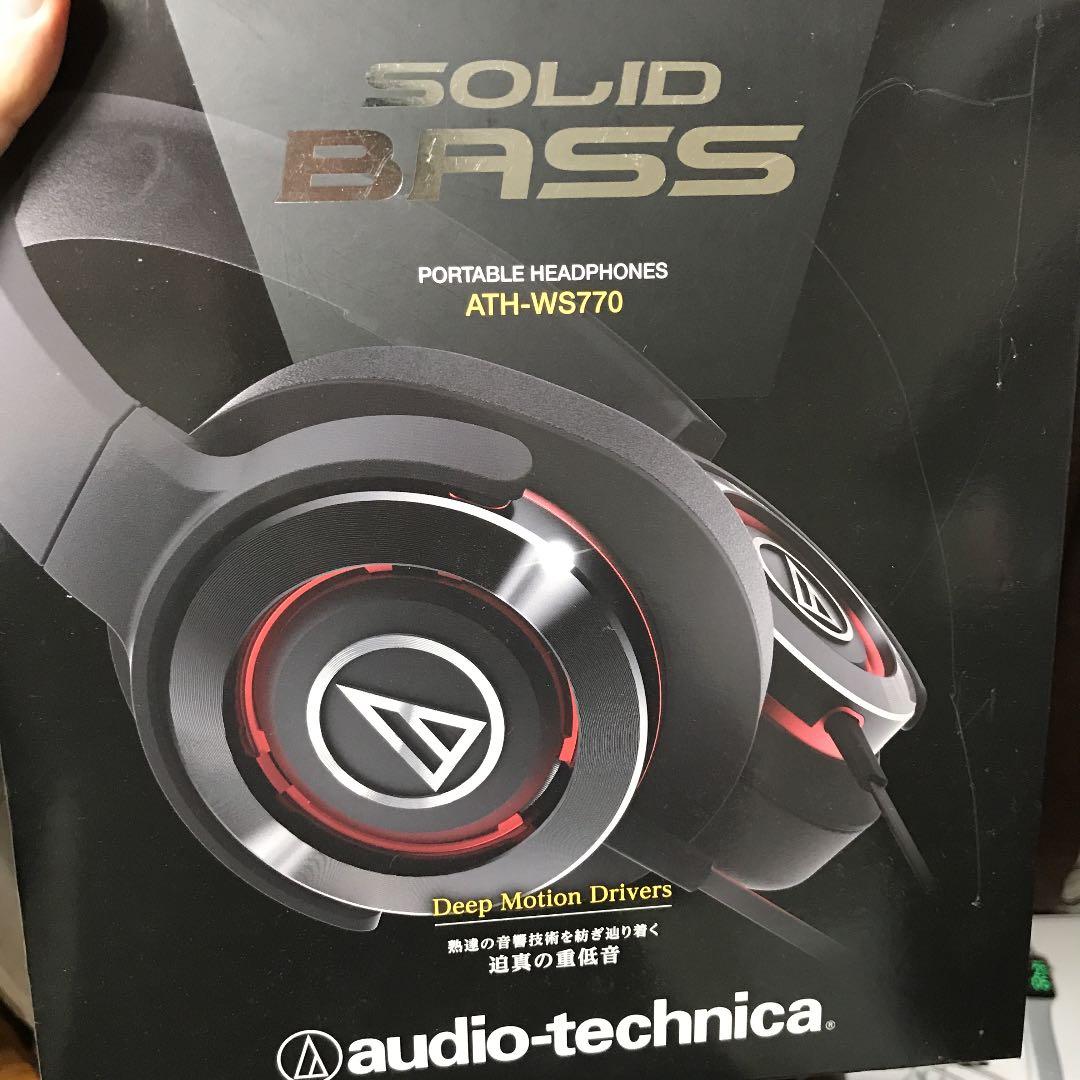 SOLID
BASS
PORTABLE HEADPHONES
ATH-WS770
Deep Motion Drivers
熟達の音響技術を紡ぎ辿り着く
迫真の重低音
audio-technica®